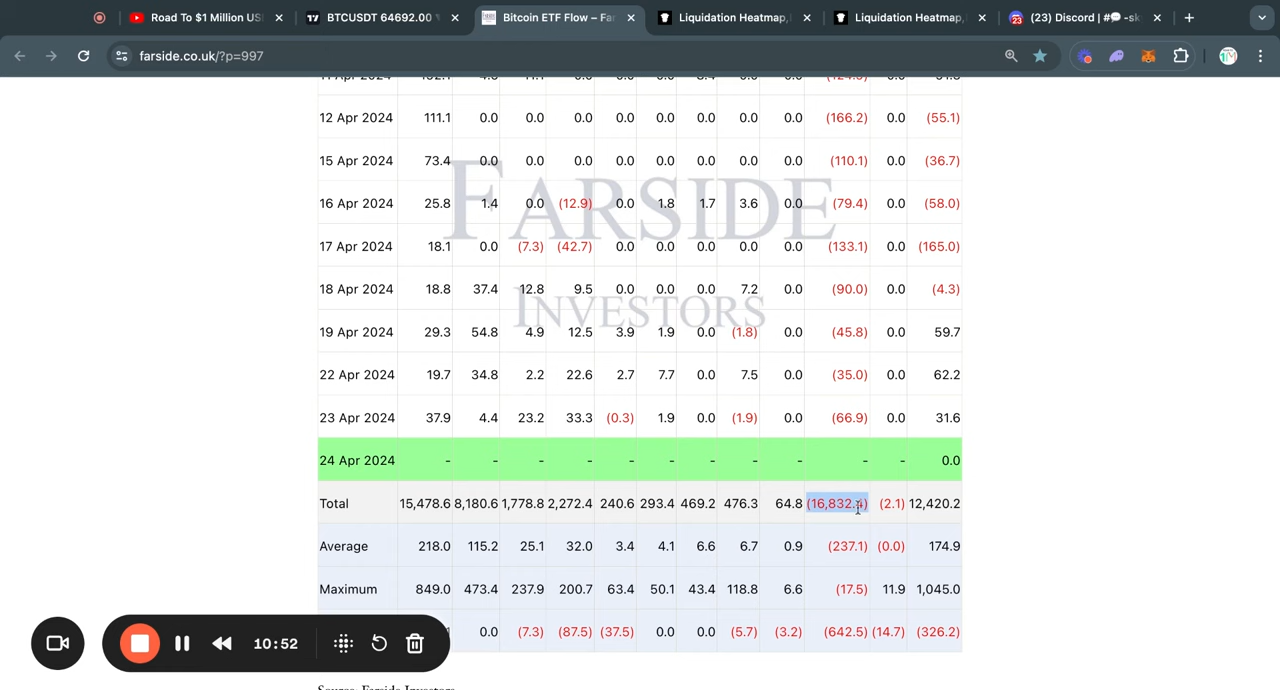 Road To $1 Million US
BTCUSDT 64692.00
Bitcoin ETF Flow – Fa
Liquidation Heatmap,
Liquidation Heatmap,
23
(23) Discord | #💬 -sk
farside.co.uk/?p=997
12 Apr 2024 111.1 0.0 0.0 0.0 0.0 0.0 0.0 0.0 0.0 (166.2) 0.0 (55.1)
15 Apr 2024 73.4 0.0 0.0 0.0 0.0 0.0 0.0 0.0 0.0 (110.1) 0.0 (36.7)
16 Apr 2024 25.8 1.4 0.0 (12.9) 0.0 1.8 1.7 3.6 0.0 (79.4) 0.0 (58.0)
FARSIDE
17 Apr 2024 18.1 0.0 (7.3) (42.7) 0.0 0.0 0.0 0.0 0.0 (133.1) 0.0 (165.0)
18 Apr 2024 18.8 37.4 12.8 9.5 0.0 0.0 0.0 7.2 0.0 (90.0) 0.0 (4.3)
INVESTORS
19 Apr 2024 29.3 54.8 4.9 12.5 3.9 1.9 0.0 (1.8) 0.0 (45.8) 0.0 59.7
22 Apr 2024 19.7 34.8 2.2 22.6 2.7 7.7 0.0 7.5 0.0 (35.0) 0.0 62.2
23 Apr 2024 37.9 4.4 23.2 33.3 (0.3) 1.9 0.0 (1.9) 0.0 (66.9) 0.0 31.6
24 Apr 2024 - - - - - - - - - - - 0.0
Total 15,478.6 8,180.6 1,778.8 2,272.4 240.6 293.4 469.2 476.3 64.8 (16,832.4) (2.1) 12,420.2
Average 218.0 115.2 25.1 32.0 3.4 4.1 6.6 6.7 0.9 (237.1) (0.0) 174.9
Maximum 849.0 473.4 237.9 200.7 63.4 50.1 43.4 118.8 6.6 (17.5) 11.9 1,045.0
0.0 (7.3) (87.5) (37.5) 0.0 0.0 (5.7) (3.2) (642.5) (14.7) (326.2)
10:52
Source: Farside Investors